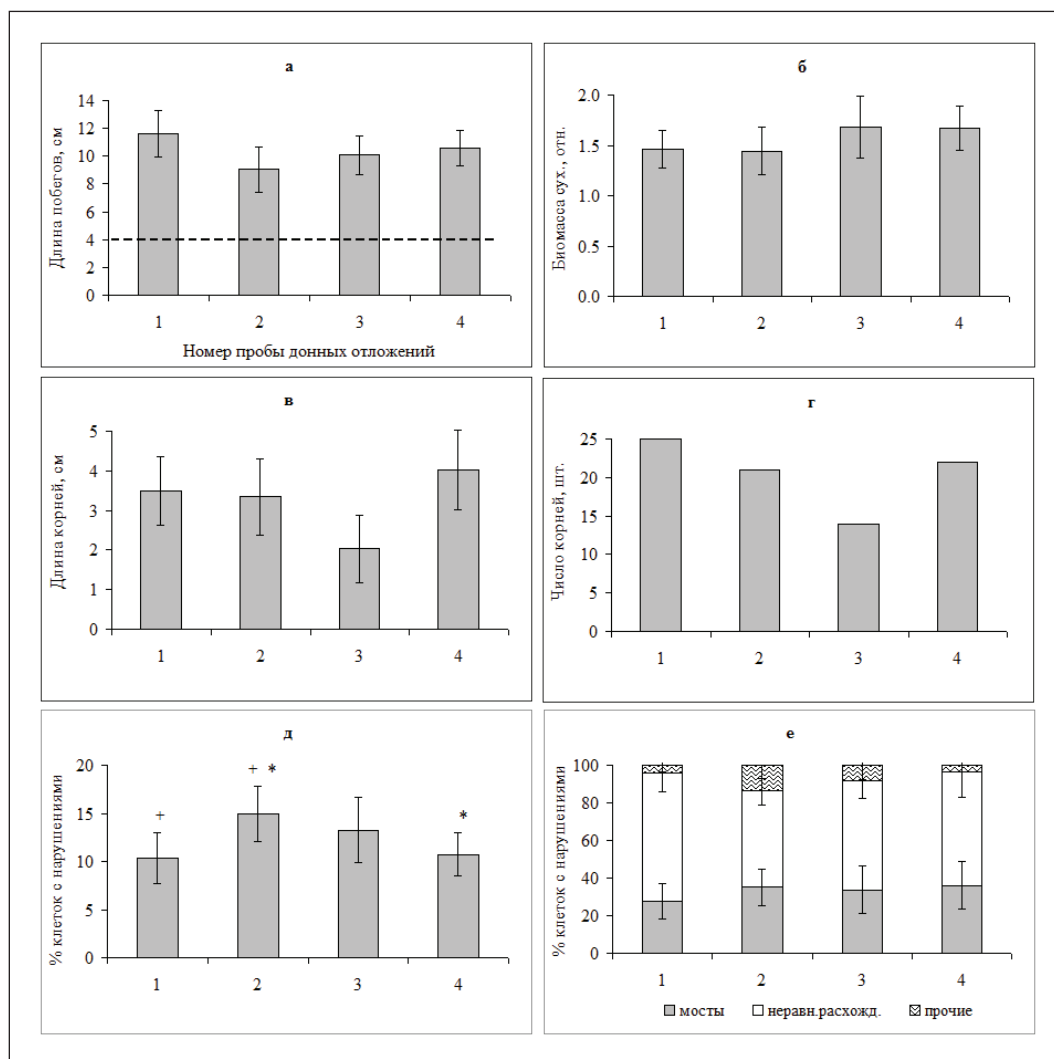 а
Длина побегов, см
14
12
10
8
6
4
2
0
1 2 3 4
Номер пробы донных отложений
б
Биомасса сух., отн.
2.0
1.5
1.0
0.5
0.0
1 2 3 4
в
Длина корней, см
5
4
3
2
1
0
1 2 3 4
г
Число корней, шт.
25
20
15
10
5
0
1 2 3 4
д
% клеток с нарушениями
20
15
10
5
0
+ + * *
1 2 3 4
е
% клеток с нарушениями
100
80
60
40
20
0
1 2 3 4
мосты неравн.расхожд. прочие